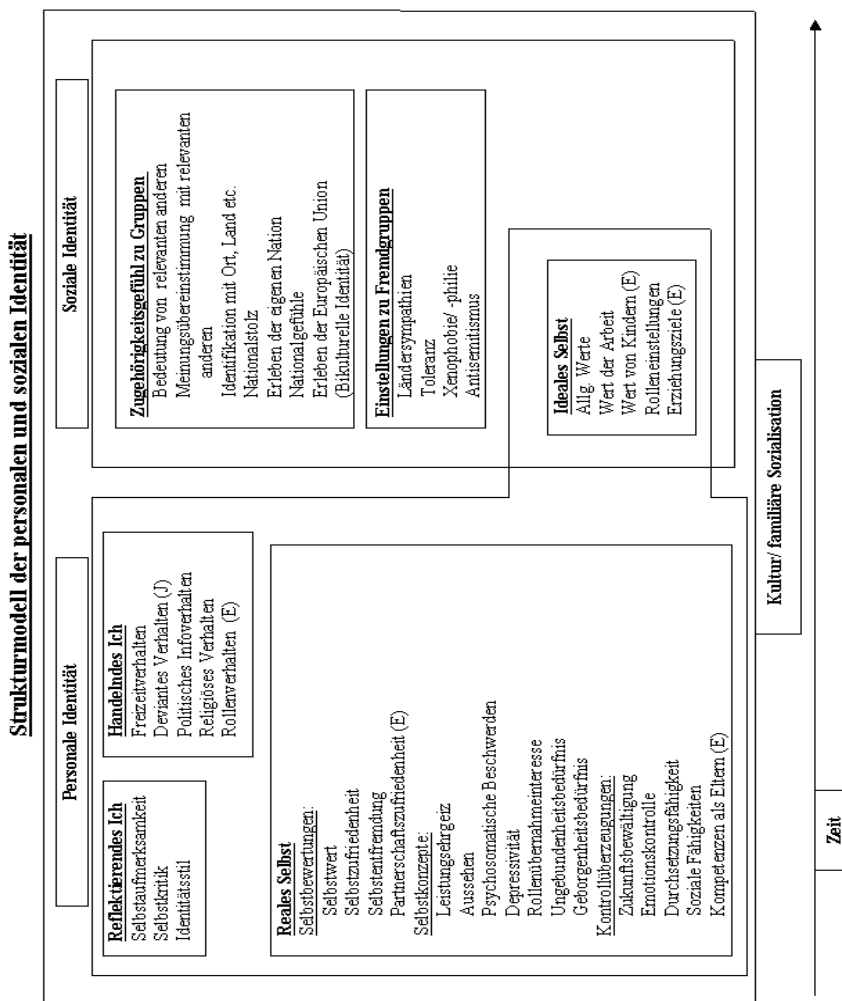 Strukturmodell der personalen und sozialen Identität
Personale Identität
Reflektierendes Ich
Selbstaufmerksamkeit
Selbstkritik
Identitätsstil
Handelndes Ich
Freizeitverhalten
Deviantes Verhalten (J)
Politisches Infoverhalten
Religiöses Verhalten
Rollenverhalten (E)
Reales Selbst
Selbstbewertungen:
Selbstwert
Selbstzufriedenheit
Selbstentfremdung
Partnerschaftszufriedenheit (E)
Selbstkonzepte:
Leistungsehrgeiz
Aussehen
Psychosomatische Beschwerden
Depressivität
Rollenübernahmeinteresse
Ungebundenheitsbedürfnis
Geborgenheitsbedürfnis
Kontrollüberzeugungen:
Zukunftsbewältigung
Emotionskontrolle
Durchsetzungsfähigkeit
Soziale Fähigkeiten
Kompetenzen als Eltern (E)
Soziale Identität
Zugehörigkeitsgefühl zu Gruppen
Bedeutung von relevanten anderen
Meinungsübereinstimmung mit relevanten
anderen
Identifikation mit Ort, Land etc.
Nationalstolz
Erleben der eigenen Nation
Nationalgefühle
Erleben der Europäischen Union
(Bikulturelle Identität)
Einstellungen zu Fremdgruppen
Ländersympathien
Toleranz
Xenophobie/ -philie
Antisemitismus
Ideales Selbst
Allg. Werte
Wert der Arbeit
Wert von Kindern (E)
Rolleneinstellungen
Erziehungsziele (E)
Kultur/ familiäre Sozialisation
Zeit